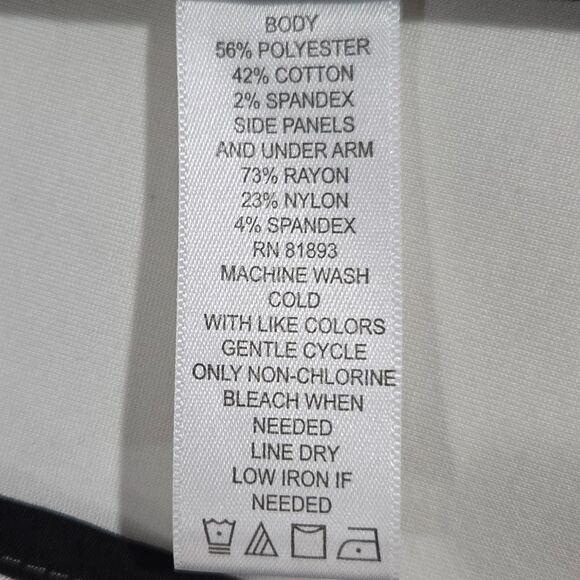 BODY
56% POLYESTER
42% COTTON
2% SPANDEX
SIDE PANELS
AND UNDER ARM
73% RAYON
23% NYLON
4% SPANDEX
RN 81893
MACHINE WASH
COLD
WITH LIKE COLORS
GENTLE CYCLE
ONLY NON-CHLORINE
BLEACH WHEN
NEEDED
LINE DRY
LOW IRON IF
NEEDED